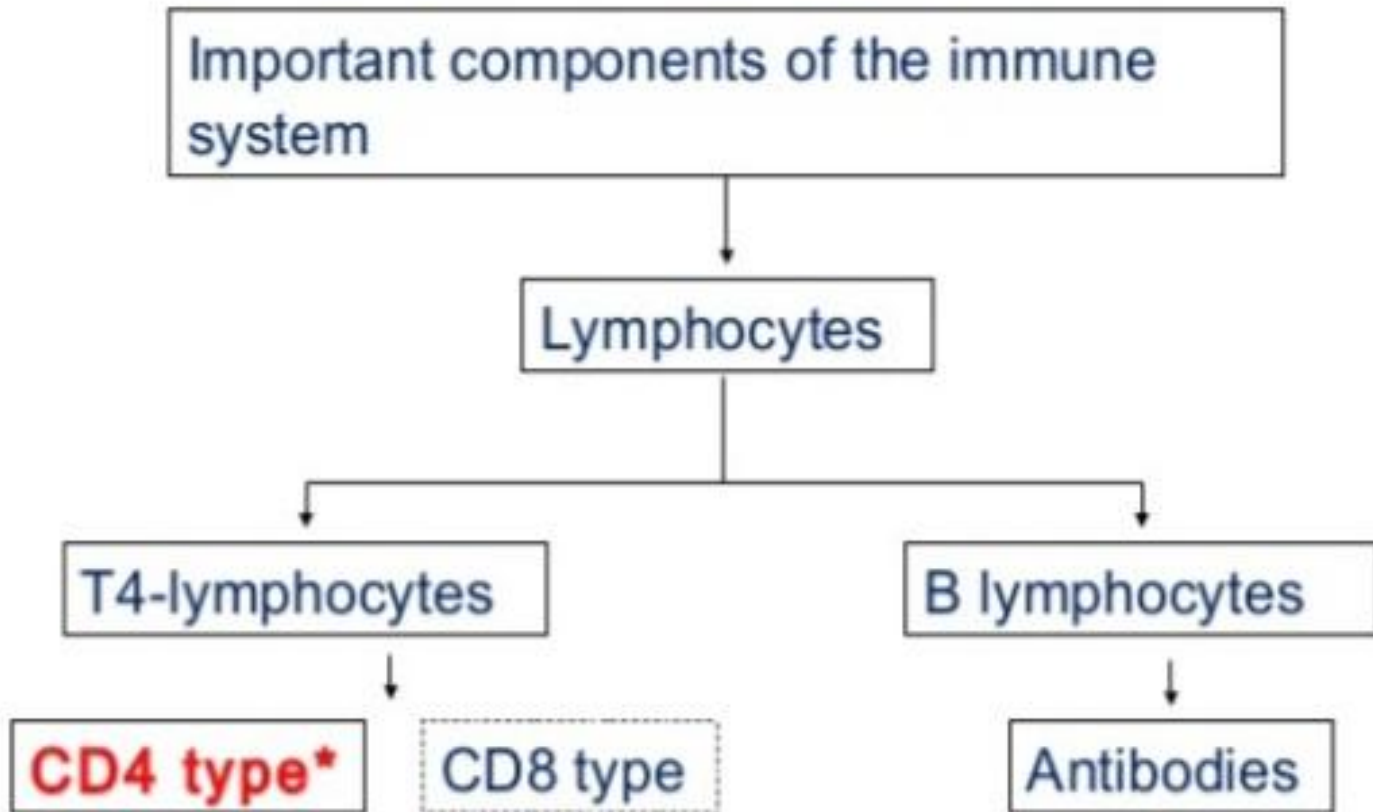 Important components of the immune
system
Lymphocytes
T4-lymphocytes
B lymphocytes
CD4 type*
CD8 type
Antibodies